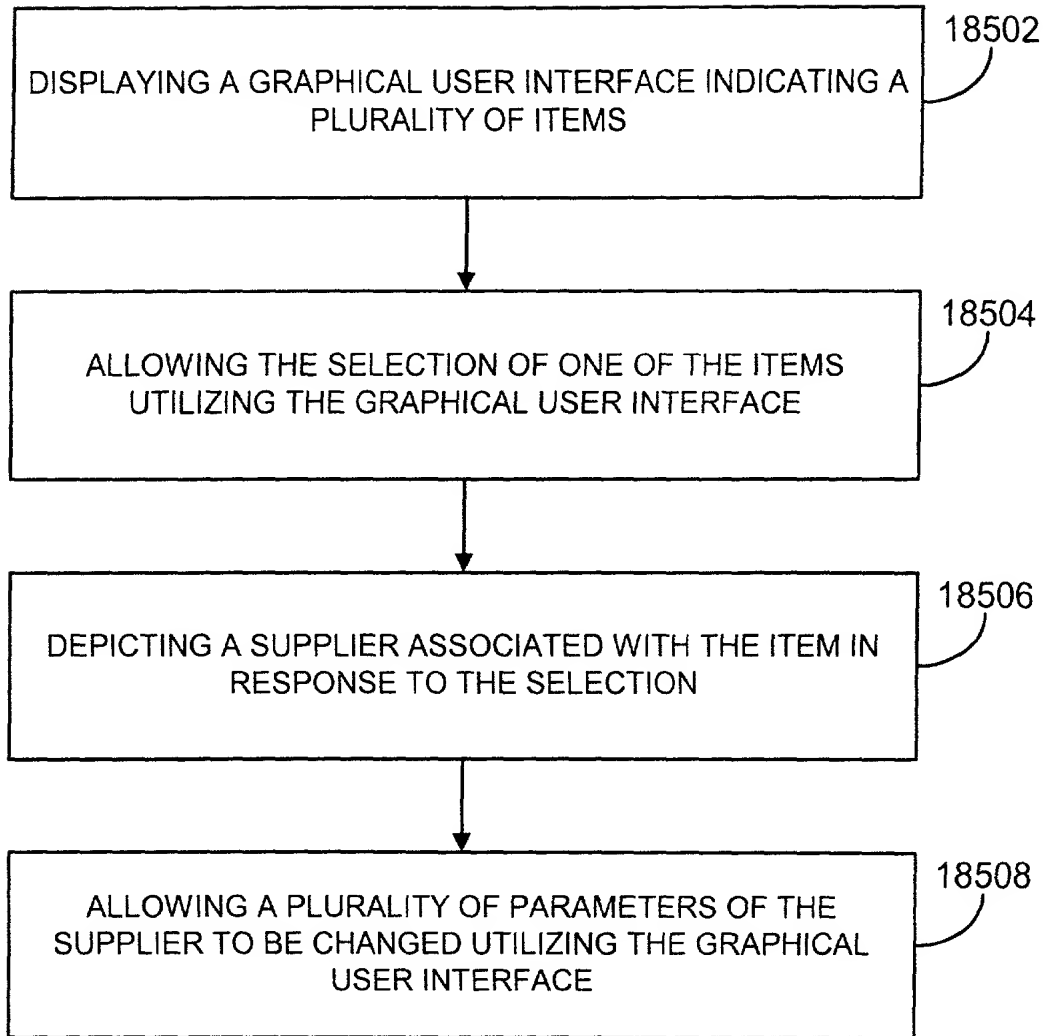 18502
DISPLAYING A GRAPHICAL USER INTERFACE INDICATING A
PLURALITY OF ITEMS
18504
ALLOWING THE SELECTION OF ONE OF THE ITEMS
UTILIZING THE GRAPHICAL USER INTERFACE
18506
DEPICTING A SUPPLIER ASSOCIATED WITH THE ITEM IN
RESPONSE TO THE SELECTION
18508
ALLOWING A PLURALITY OF PARAMETERS OF THE
SUPPLIER TO BE CHANGED UTILIZING THE GRAPHICAL
USER INTERFACE